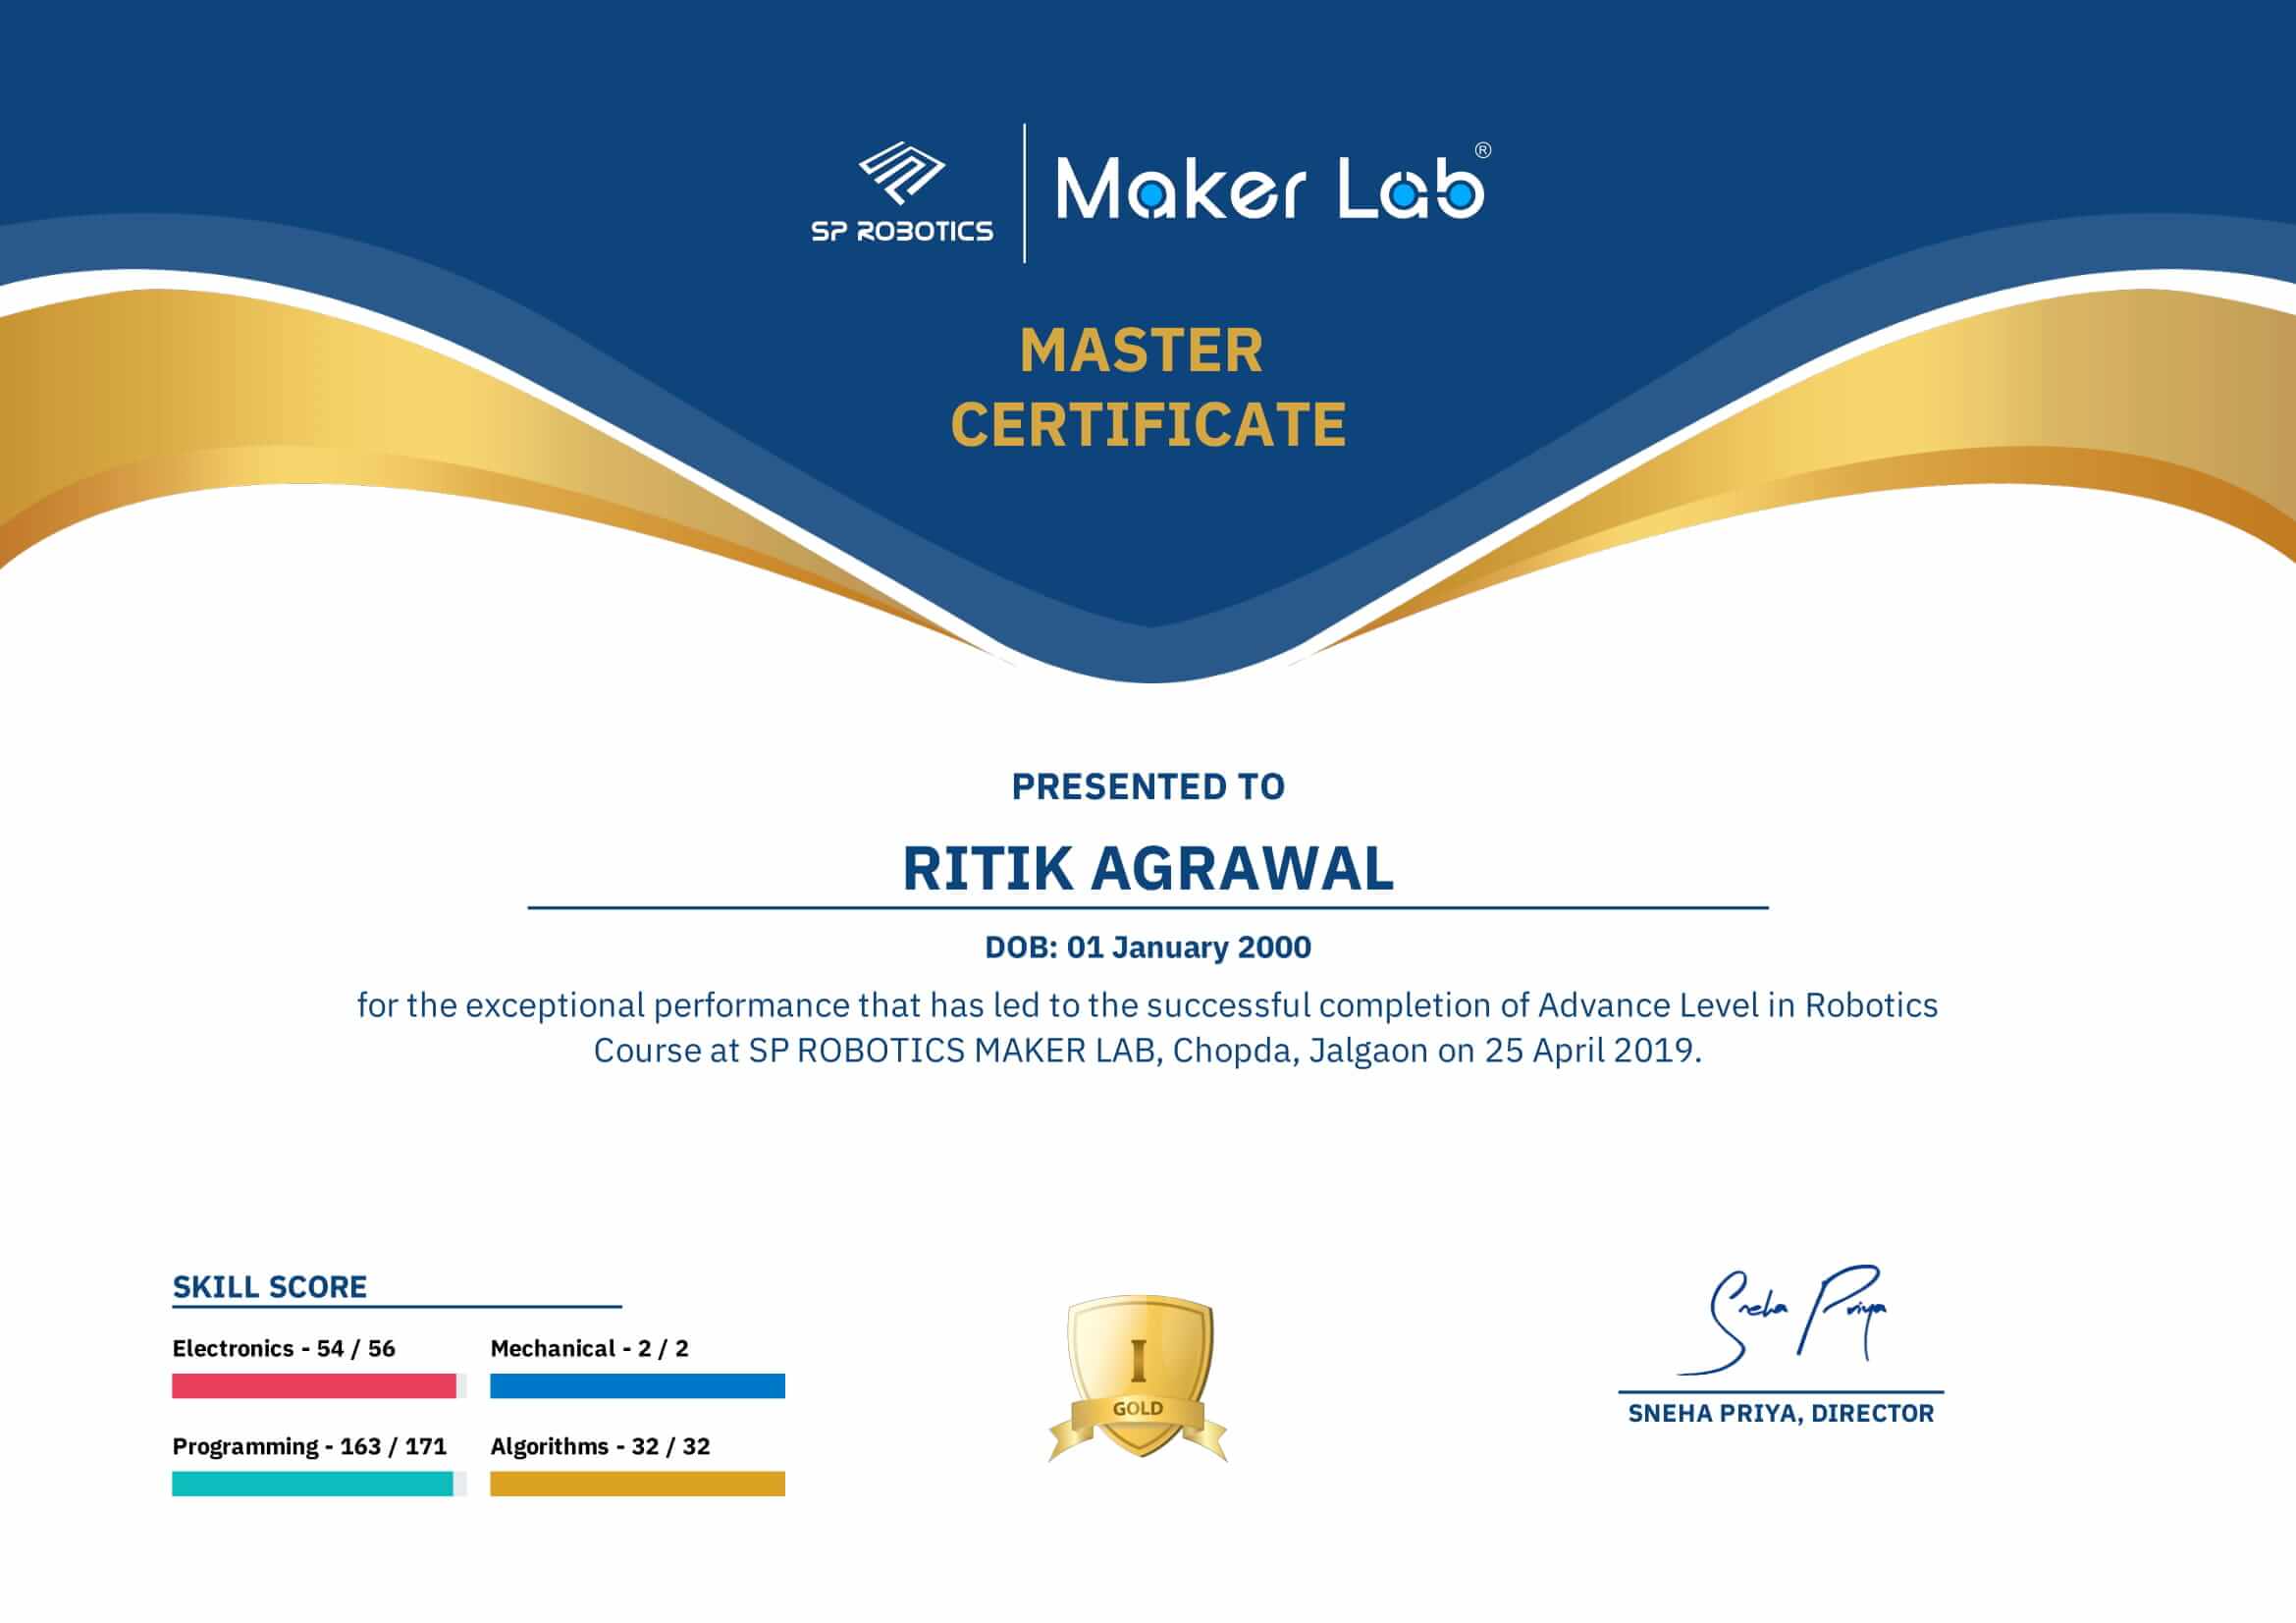 SP ROBOTICS
Maker Lab®
MASTER
CERTIFICATE
PRESENTED TO
RITIK AGRAWAL
DOB: 01 January 2000
for the exceptional performance that has led to the successful completion of Advance Level in Robotics
Course at SP ROBOTICS MAKER LAB, Chopda, Jalgaon on 25 April 2019.
SKILL SCORE
Electronics - 54 / 56
Mechanical - 2 / 2
Programming - 163 / 171
Algorithms - 32 / 32
I
GOLD
Sneha Priya
SNEHA PRIYA, DIRECTOR